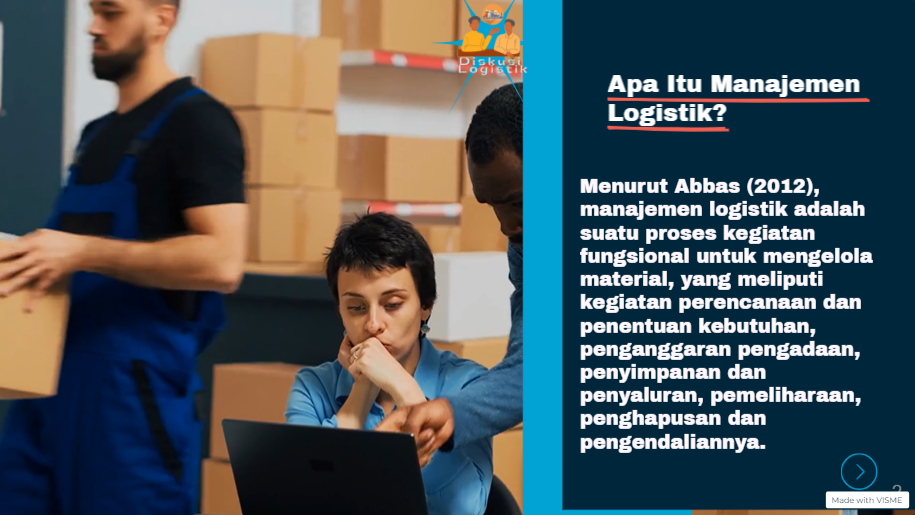 Diskusi
Logistik
Apa Itu Manajemen
Logistik?
Menurut Abbas (2012),
manajemen logistik adalah
suatu proses kegiatan
fungsional untuk mengelola
material, yang meliputi
kegiatan perencanaan dan
penentuan kebutuhan,
penganggaran pengadaan,
penyimpanan dan
penyaluran, pemeliharaan,
penghapusan dan
pengendaliannya.
Made with VISME